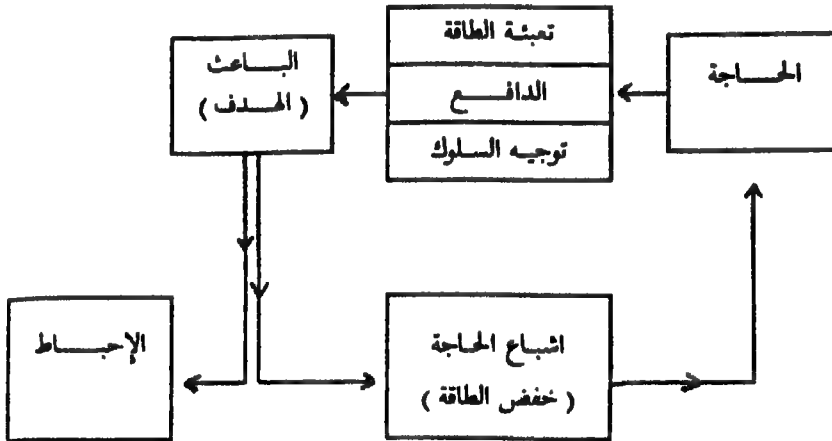 الحاجة
تعبئة الطاقة
الدافع
توجيه السلوك
الباعث
( الهدف )
الإحباط
اشباع الحاجة
( خفض الطاقة )